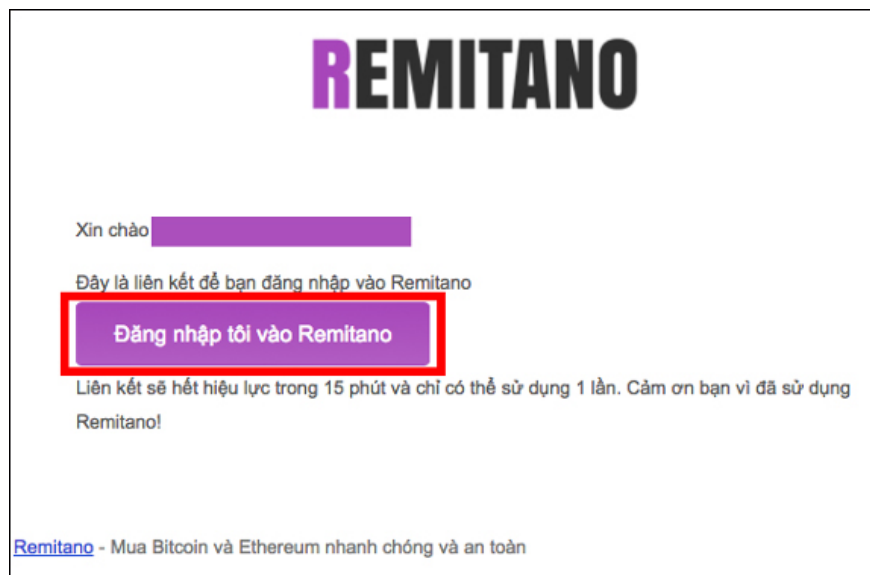 REMITANO
Xin chào
Đây là liên kết để bạn đăng nhập vào Remitano
Đăng nhập tôi vào Remitano
Liên kết sẽ hết hiệu lực trong 15 phút và chỉ có thể sử dụng 1 lần. Cảm ơn bạn vì đã sử dụng
Remitano!
Remitano - Mua Bitcoin và Ethereum nhanh chóng và an toàn